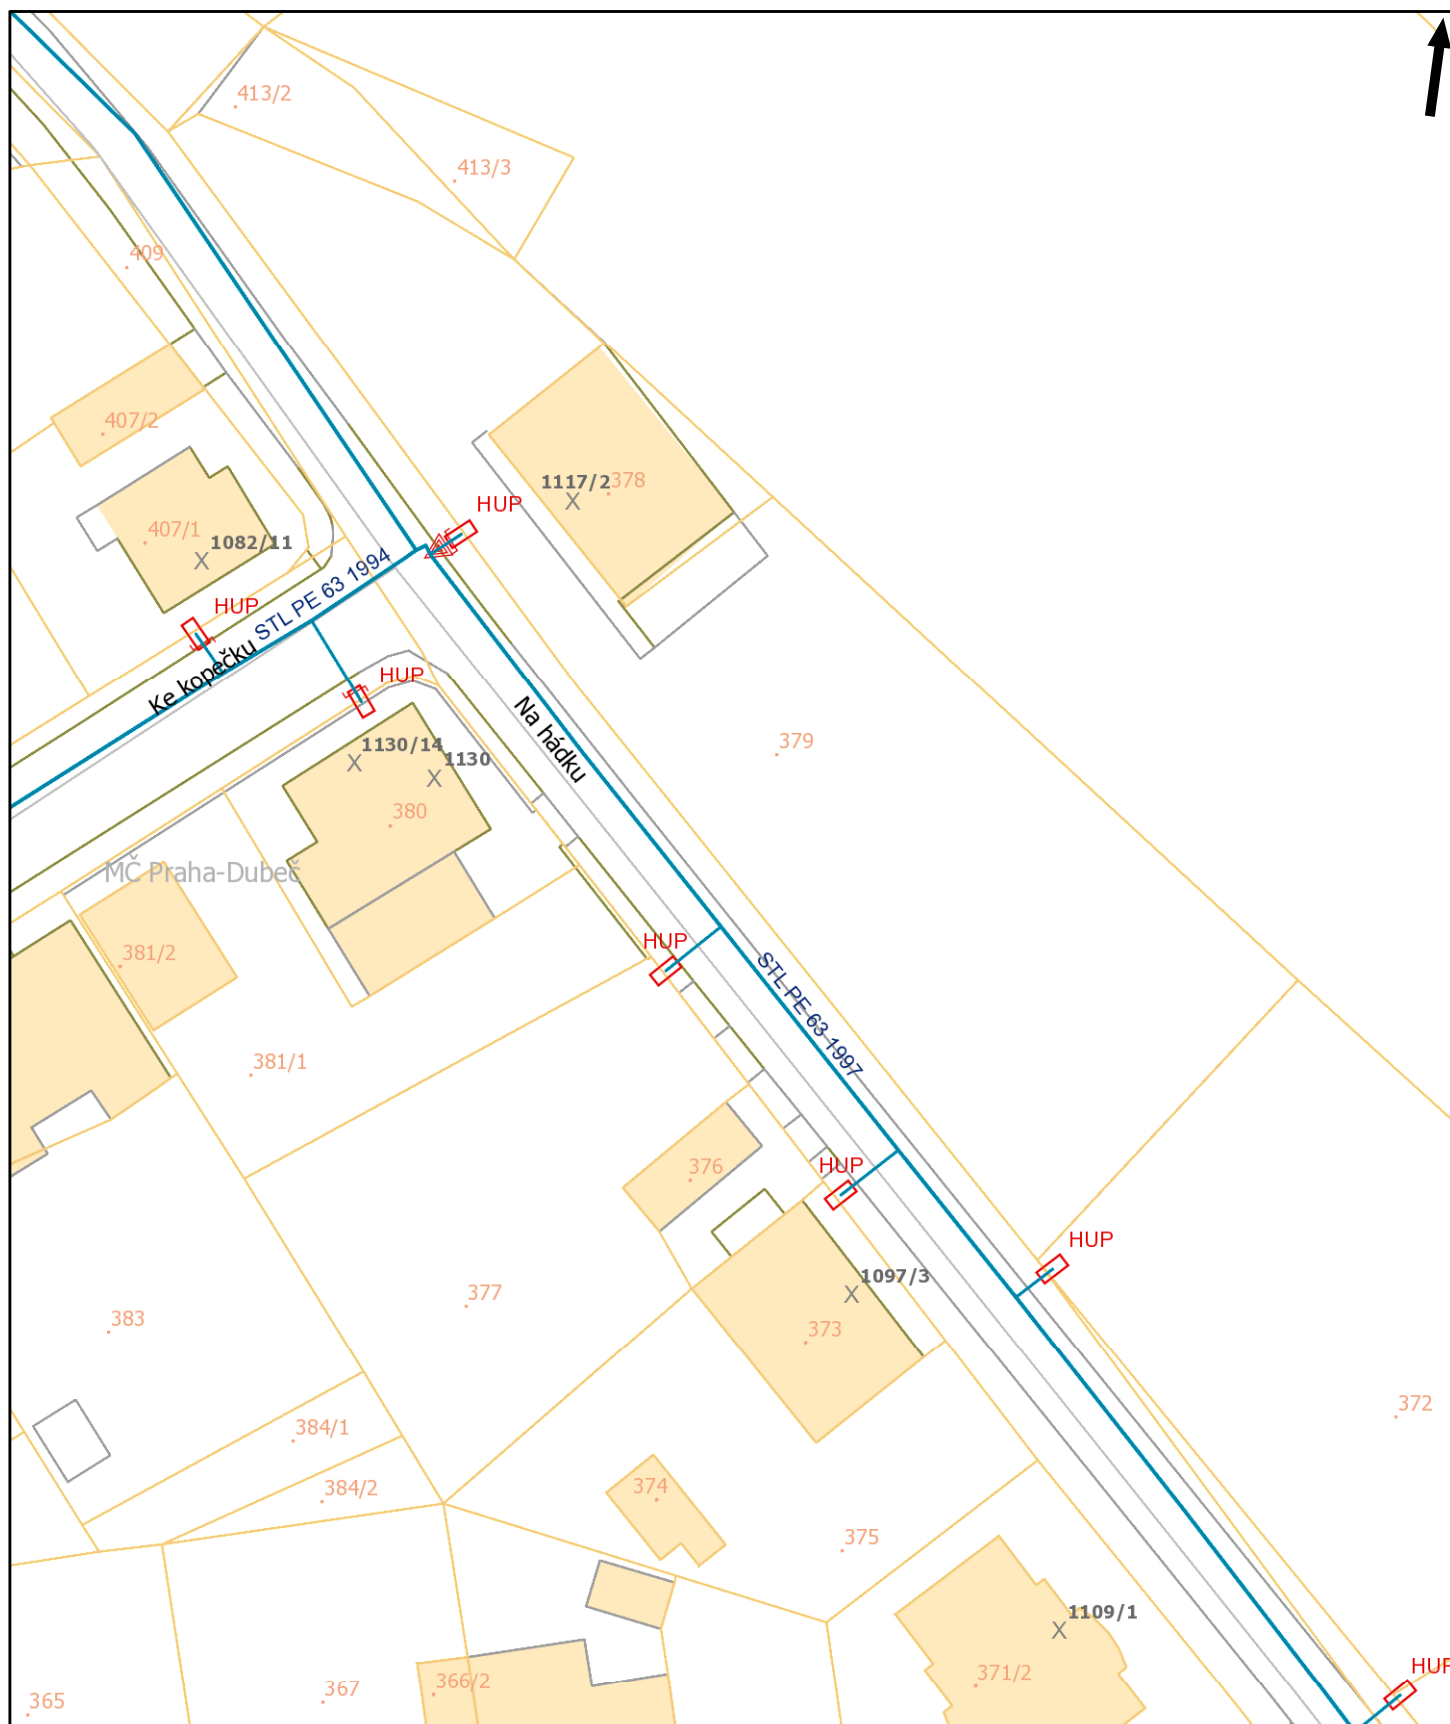 413/2
413/3
409
407/2
1117/2
378
HUP
407/1
1082/11
STL PE 63 1994
HUP
Ke kopečku
HUP
Na hádku
379
1130/14
1130
380
MČ Praha-Dubeč
381/2
HUP
STL PE 63 1997
381/1
376
HUP
HUP
1097/3
377
383
373
372
384/1
384/2
374
375
1109/1
HUP
371/2
366/2
367
365